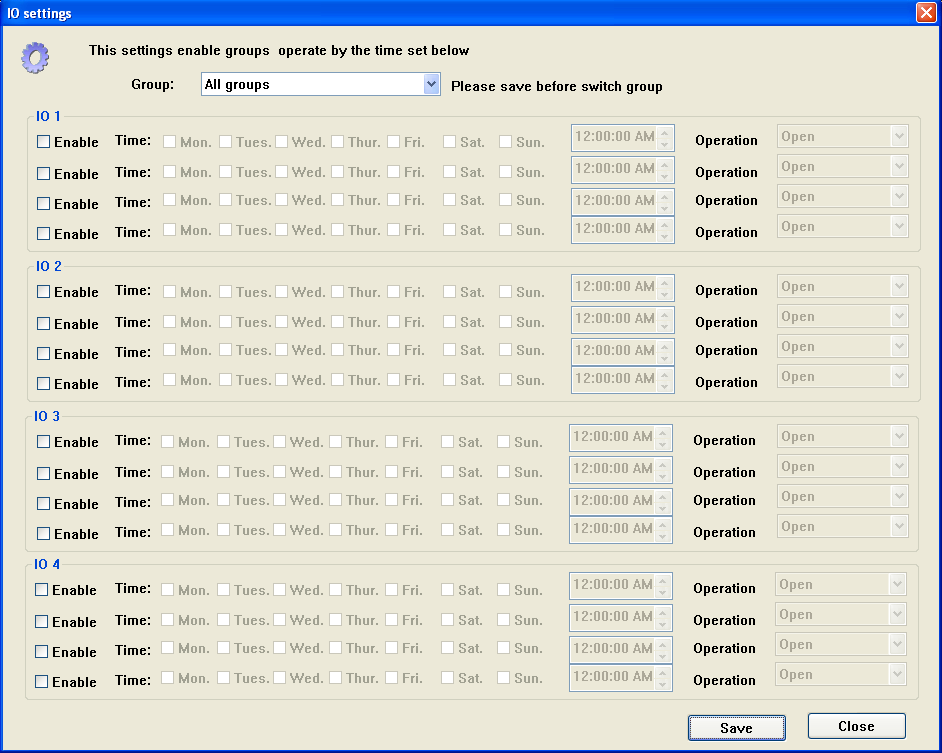 IO settings
This settings enable groups operate by the time set below
Group: All groups Please save before switch group
IO 1
Enable Time: Mon. Tues. Wed. Thur. Fri. Sat. Sun. 12:00:00 AM Operation Open
Enable Time: Mon. Tues. Wed. Thur. Fri. Sat. Sun. 12:00:00 AM Operation Open
Enable Time: Mon. Tues. Wed. Thur. Fri. Sat. Sun. 12:00:00 AM Operation Open
Enable Time: Mon. Tues. Wed. Thur. Fri. Sat. Sun. 12:00:00 AM Operation Open
IO 2
Enable Time: Mon. Tues. Wed. Thur. Fri. Sat. Sun. 12:00:00 AM Operation Open
Enable Time: Mon. Tues. Wed. Thur. Fri. Sat. Sun. 12:00:00 AM Operation Open
Enable Time: Mon. Tues. Wed. Thur. Fri. Sat. Sun. 12:00:00 AM Operation Open
Enable Time: Mon. Tues. Wed. Thur. Fri. Sat. Sun. 12:00:00 AM Operation Open
IO 3
Enable Time: Mon. Tues. Wed. Thur. Fri. Sat. Sun. 12:00:00 AM Operation Open
Enable Time: Mon. Tues. Wed. Thur. Fri. Sat. Sun. 12:00:00 AM Operation Open
Enable Time: Mon. Tues. Wed. Thur. Fri. Sat. Sun. 12:00:00 AM Operation Open
Enable Time: Mon. Tues. Wed. Thur. Fri. Sat. Sun. 12:00:00 AM Operation Open
IO 4
Enable Time: Mon. Tues. Wed. Thur. Fri. Sat. Sun. 12:00:00 AM Operation Open
Enable Time: Mon. Tues. Wed. Thur. Fri. Sat. Sun. 12:00:00 AM Operation Open
Enable Time: Mon. Tues. Wed. Thur. Fri. Sat. Sun. 12:00:00 AM Operation Open
Enable Time: Mon. Tues. Wed. Thur. Fri. Sat. Sun. 12:00:00 AM Operation Open
Save Close